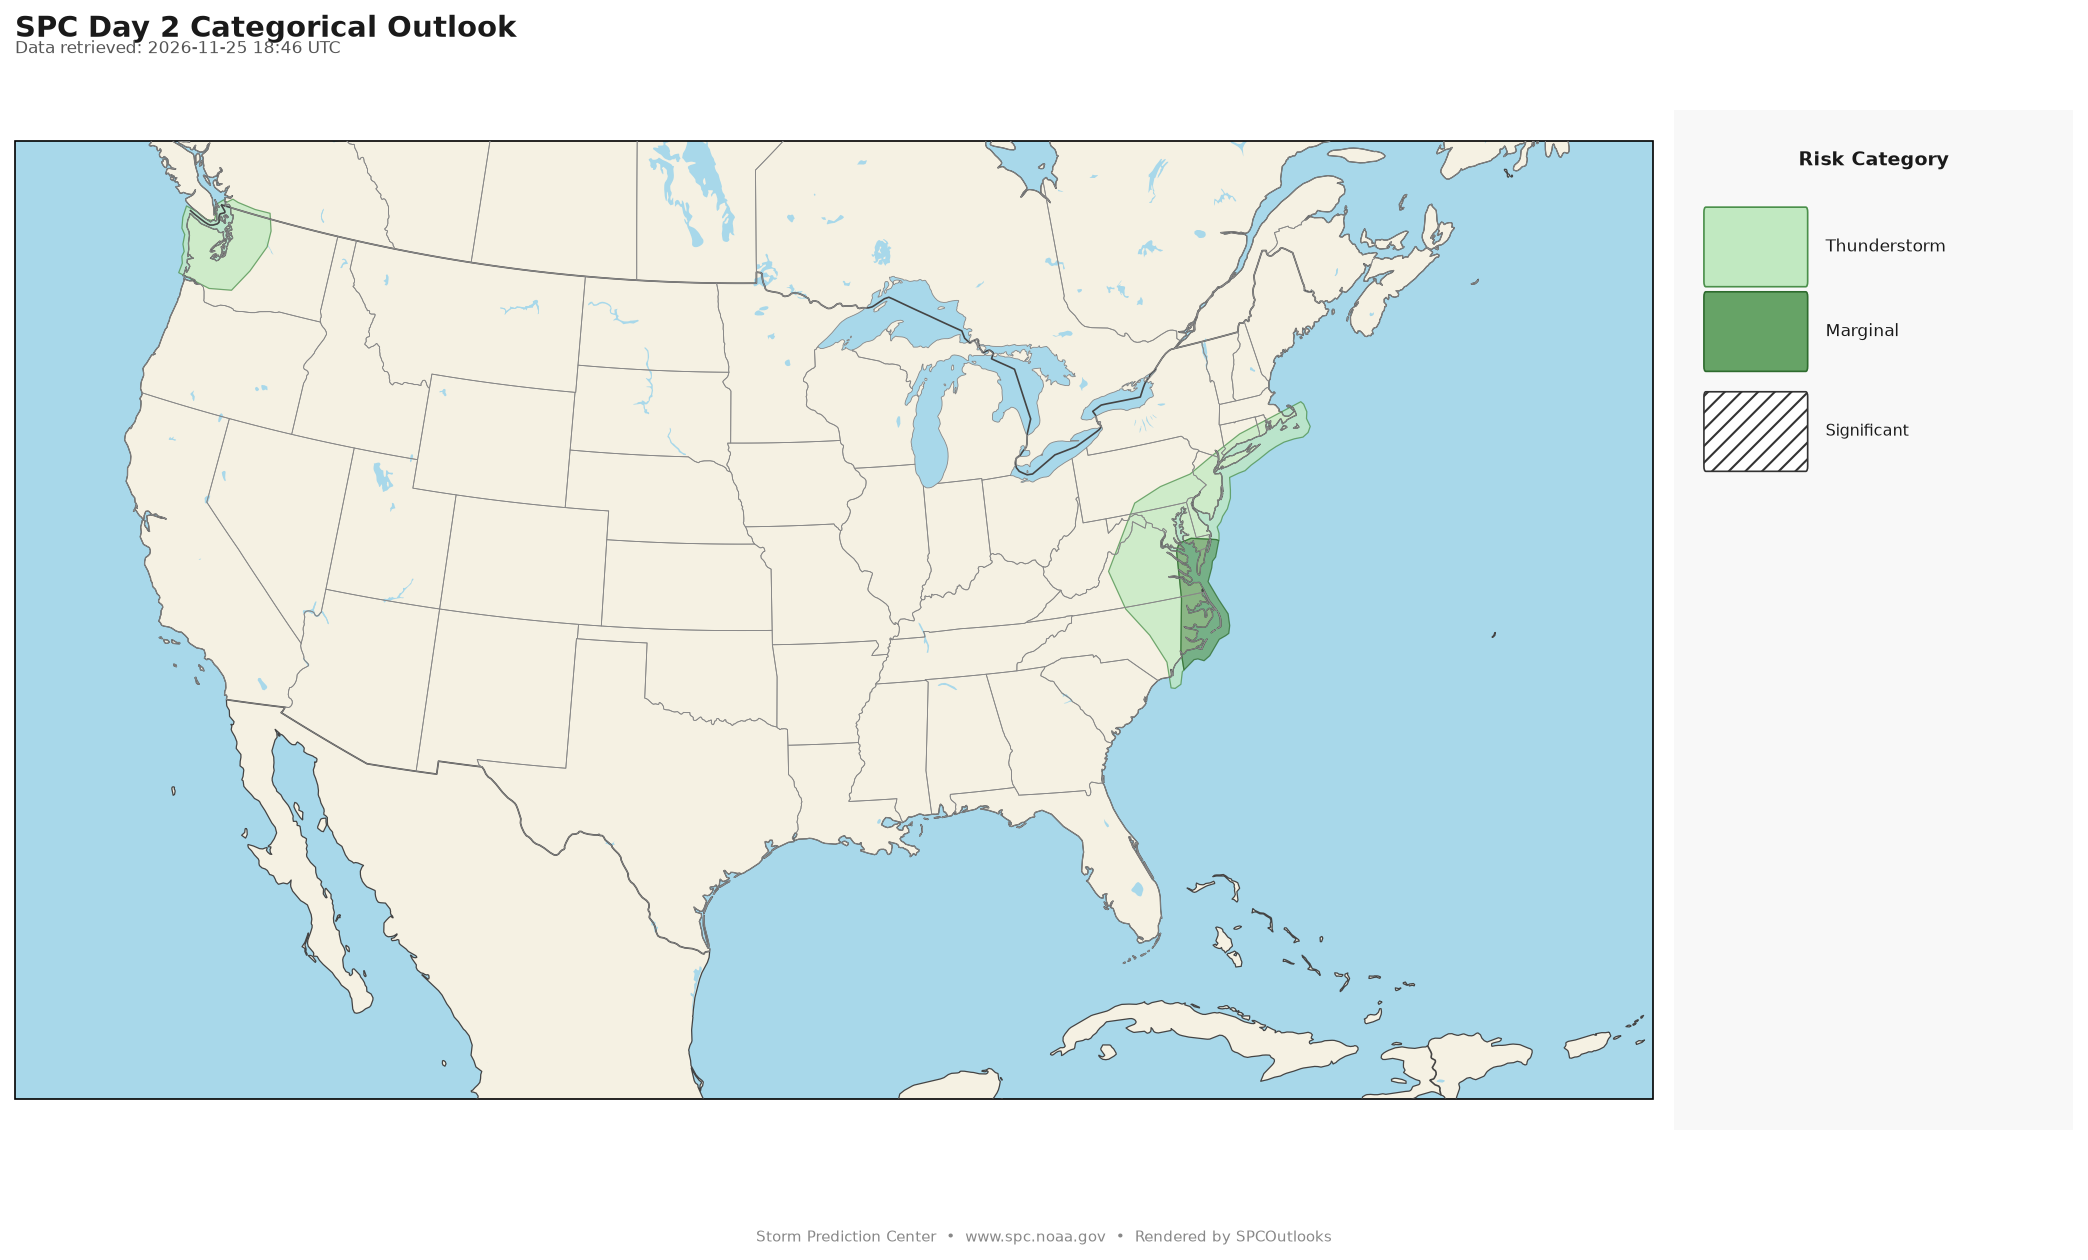 SPC Day 2 Categorical Outlook
Data retrieved: 2026-11-25 18:46 UTC
Risk Category
Thunderstorm
Marginal
Significant
Storm Prediction Center • www.spc.noaa.gov • Rendered by SPCOutlooks